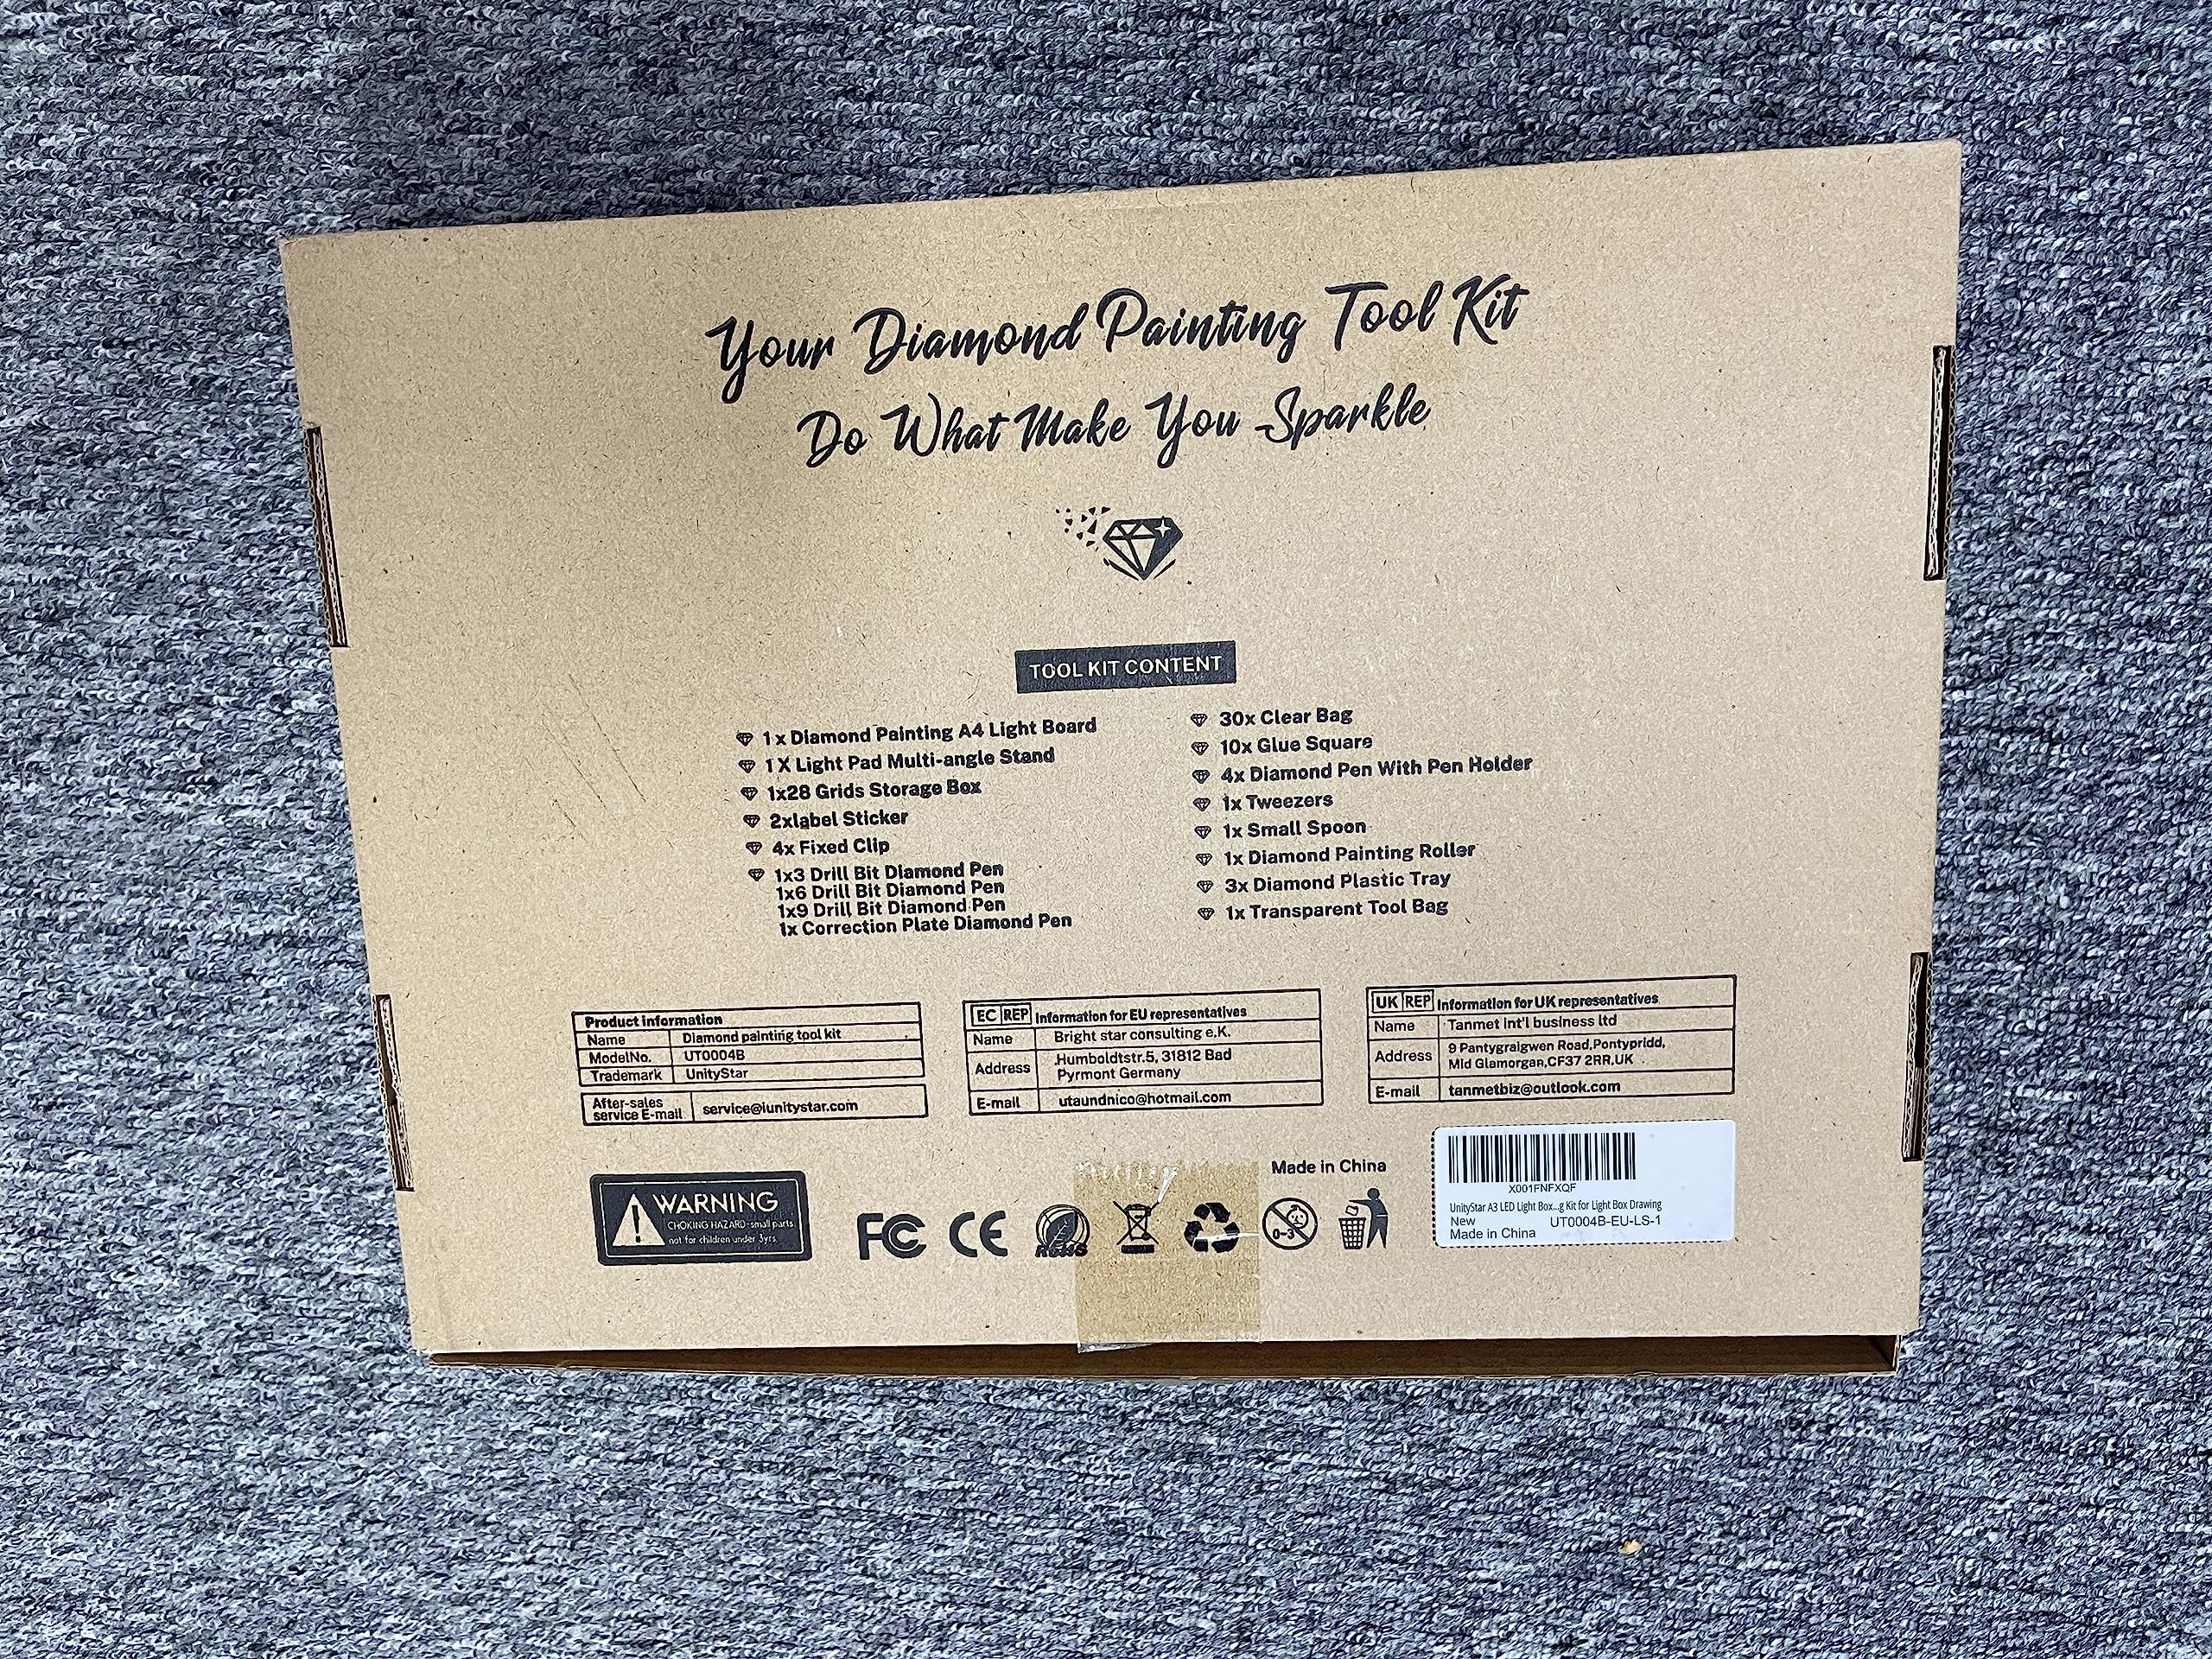 Your Diamond Painting Tool Kit
Do What Make You Sparkle
TOOL KIT CONTENT
1 x Diamond Painting A4 Light Board
1 X Light Pad Multi-angle Stand
1x28 Grids Storage Box
2xlabel Sticker
4x Fixed Clip
1x3 Drill Bit Diamond Pen
1x6 Drill Bit Diamond Pen
1x9 Drill Bit Diamond Pen
1x Correction Plate Diamond Pen
30x Clear Bag
10x Glue Square
4x Diamond Pen With Pen Holder
1x Tweezers
1x Small Spoon
1x Diamond Painting Roller
3x Diamond Plastic Tray
1x Transparent Tool Bag
Product information
Name Diamond painting tool kit
ModelNo. UT0004B
Trademark UnityStar
After-sales
service E-mail service@iunitystar.com
EC REP Information for EU representatives
Name Bright star consulting e.K.
Address Humboldtstr.5, 31812 Bad
Pyrmont Germany
E-mail utaundnico@hotmail.com
UK REP Information for UK representatives
Name Tanmet Int'l business ltd
Address 9 Pantygraigwen Road,Pontypridd,
Mid Glamorgan,CF37 2RR,UK
E-mail tanmetbiz@outlook.com
WARNING
CHOKING HAZARD-small parts
not for children under 3yrs.
FC CE RoHS
0-3
Made in China
X001FNFXQF
UnityStar A3 LED Light Box...g Kit for Light Box Drawing
New UT0004B-EU-LS-1
Made in China